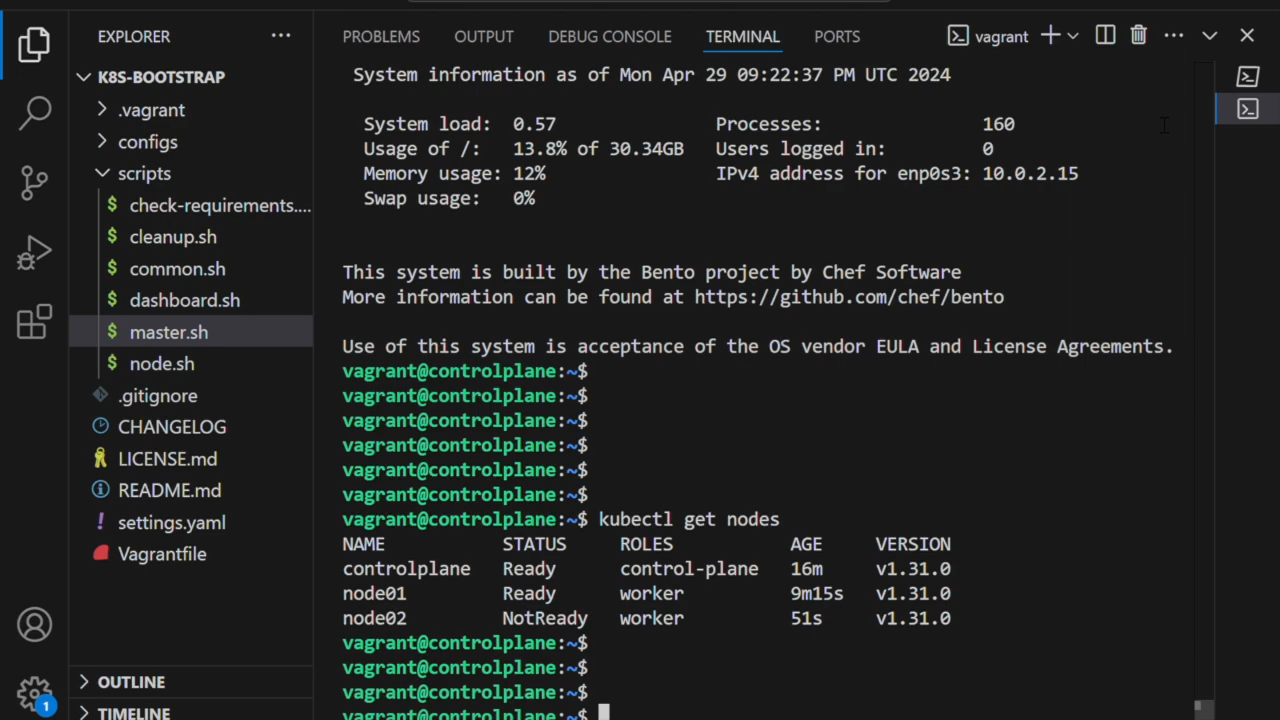 EXPLORER
K8S-BOOTSTRAP
.vagrant
configs
scripts
$ check-requirements....
$ cleanup.sh
$ common.sh
$ dashboard.sh
$ master.sh
$ node.sh
.gitignore
CHANGELOG
LICENSE.md
README.md
! settings.yaml
Vagrantfile
OUTLINE
TIMELINE
1
PROBLEMS OUTPUT DEBUG CONSOLE TERMINAL PORTS vagrant
System information as of Mon Apr 29 09:22:37 PM UTC 2024
System load: 0.57 Processes: 160
Usage of /: 13.8% of 30.34GB Users logged in: 0
Memory usage: 12% IPv4 address for enp0s3: 10.0.2.15
Swap usage: 0%
This system is built by the Bento project by Chef Software
More information can be found at https://github.com/chef/bento
Use of this system is acceptance of the OS vendor EULA and License Agreements.
vagrant@controlplane:~$
vagrant@controlplane:~$
vagrant@controlplane:~$
vagrant@controlplane:~$
vagrant@controlplane:~$
vagrant@controlplane:~$
vagrant@controlplane:~$ kubectl get nodes
NAME STATUS ROLES AGE VERSION
controlplane Ready control-plane 16m v1.31.0
node01 Ready worker 9m15s v1.31.0
node02 NotReady worker 51s v1.31.0
vagrant@controlplane:~$
vagrant@controlplane:~$
vagrant@controlplane:~$
vagrant@controlplane:~$